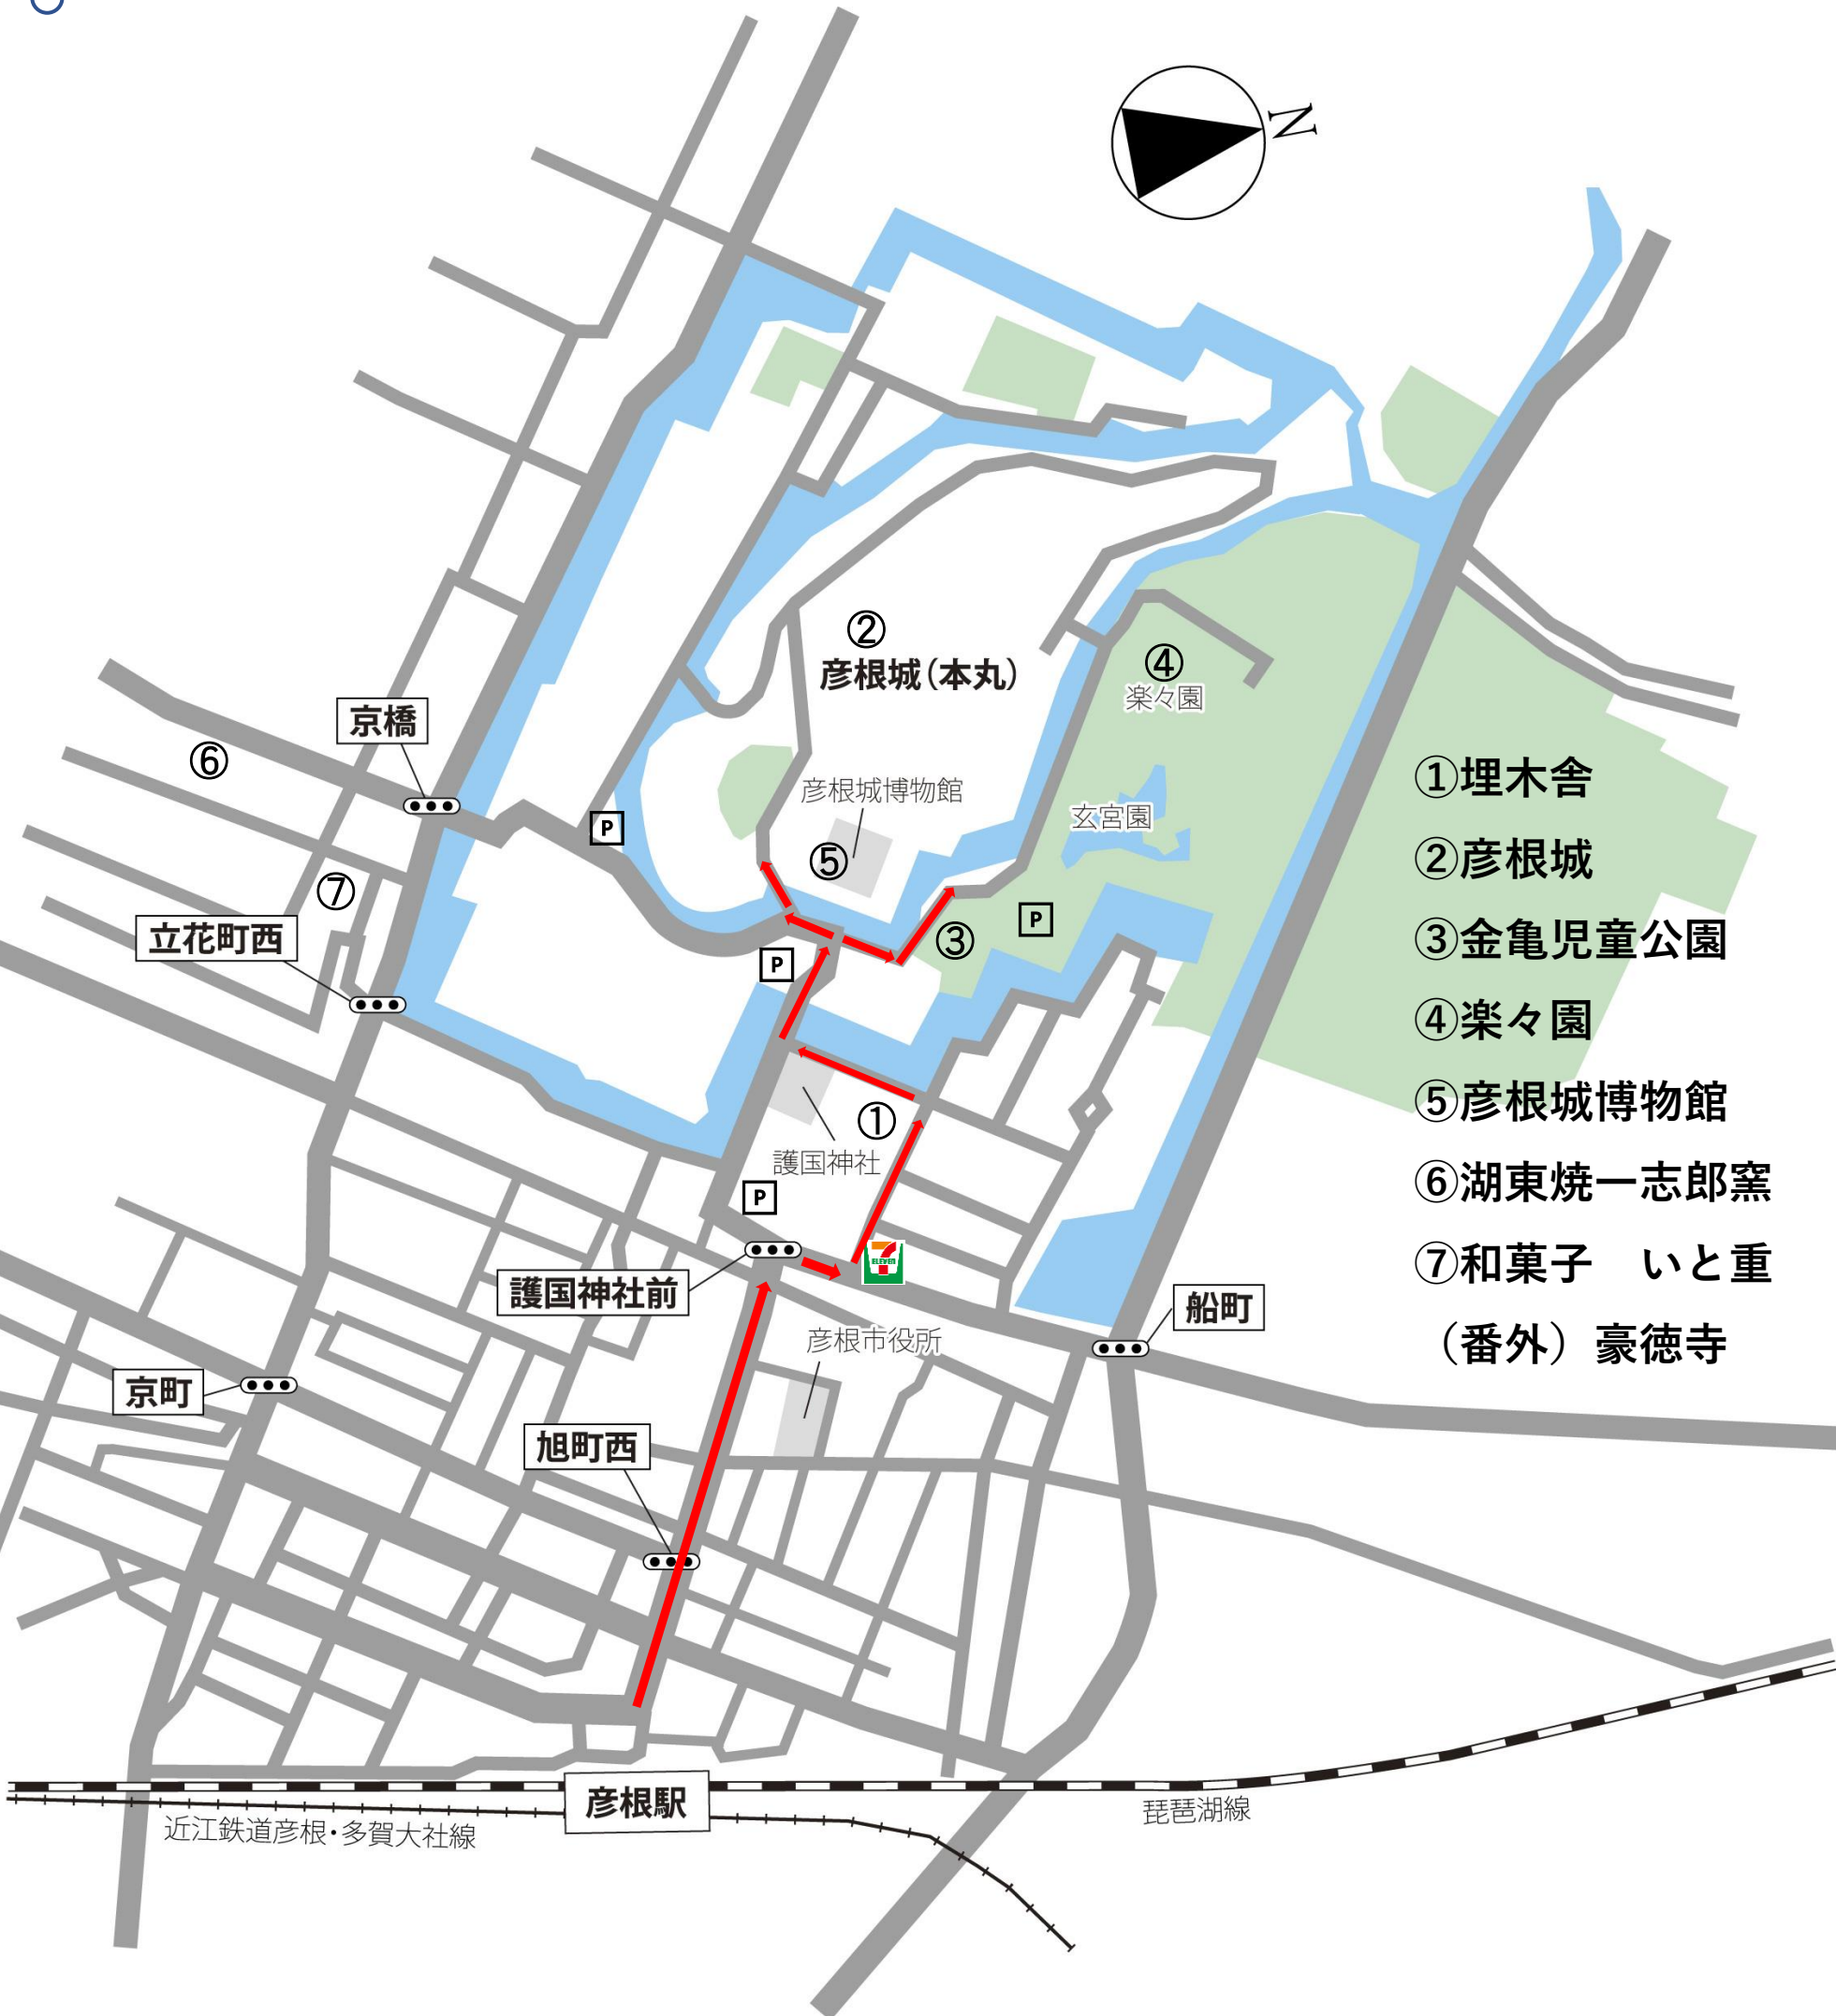 N
②
彦根城（本丸）
④
楽々園
京橋
⑥
P
彦根城博物館
⑤
玄宮園
⑦
立花町西
③
P
P
①
護国神社
P
護国神社前
7
ELEVEN
彦根市役所
船町
京町
旭町西
彦根駅
近江鉄道彦根・多賀大社線
琵琶湖線
①埋木舎
②彦根城
③金亀児童公園
④楽々園
⑤彦根城博物館
⑥湖東焼一志郎窯
⑦和菓子　いと重
（番外）豪徳寺